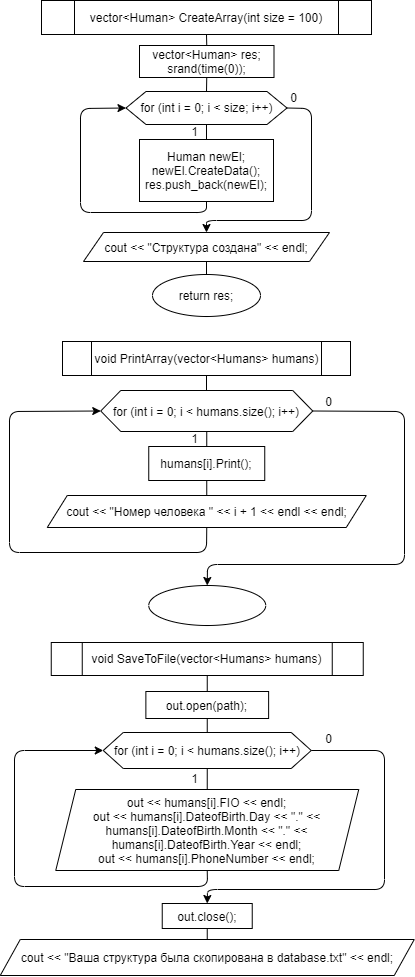 vector<Human> CreateArray(int size = 100)
vector<Human> res;
srand(time(0));
0
for (int i = 0; i < size; i++)
1
Human newEl;
newEl.CreateData();
res.push_back(newEl);
cout << "Структура создана" << endl;
return res;
void PrintArray(vector<Humans> humans)
0
for (int i = 0; i < humans.size(); i++)
1
humans[i].Print();
cout << "Номер человека " << i + 1 << endl << endl;
void SaveToFile(vector<Humans> humans)
out.open(path);
0
for (int i = 0; i < humans.size(); i++)
1
out << humans[i].FIO << endl;
out << humans[i].DateofBirth.Day << "." <<
humans[i].DateofBirth.Month << "." <<
humans[i].DateofBirth.Year << endl;
out << humans[i].PhoneNumber << endl;
out.close();
cout << "Ваша структура была скопирована в database.txt" << endl;